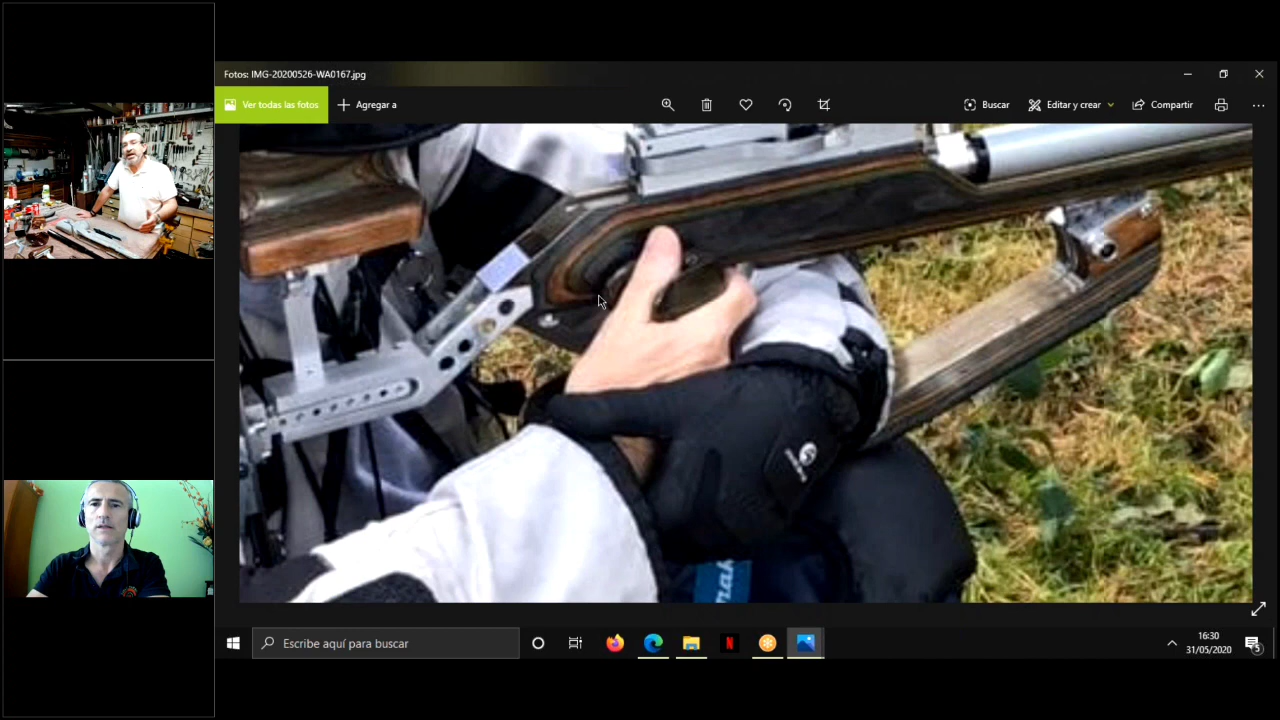 Fotos: IMG-20200526-WA0167.jpg
Ver todas las fotos
Agregar a
Buscar
Editar y crear
Compartir
Escribe aquí para buscar
N
16:30
31/05/2020
5